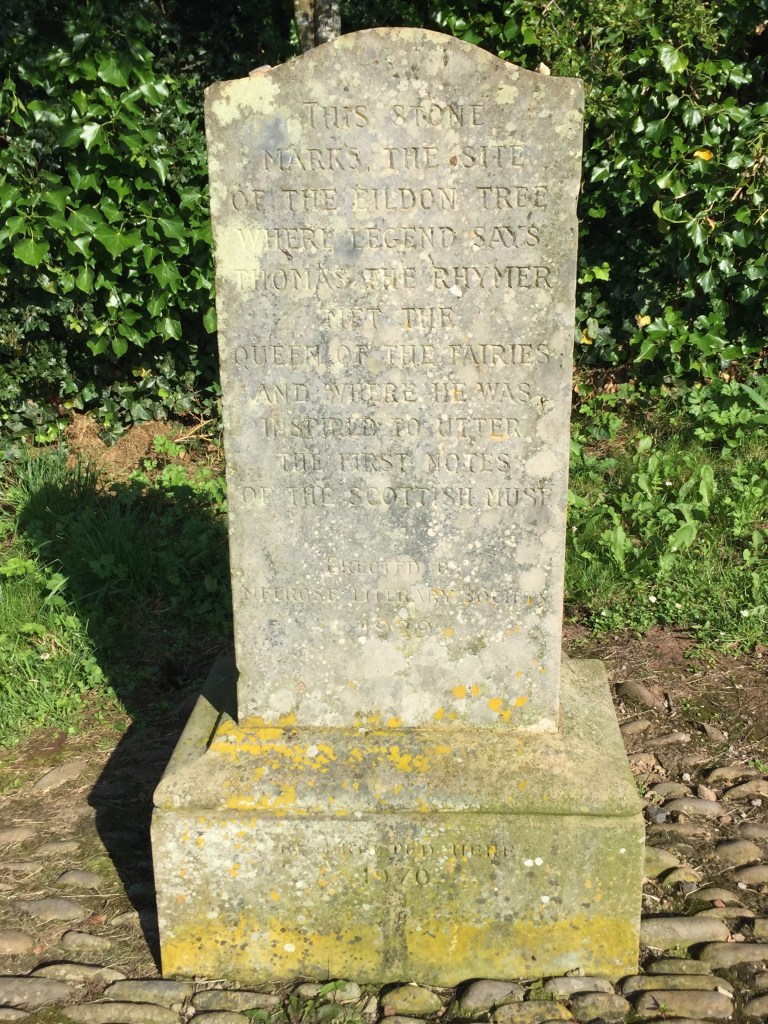 THIS STONE
MARKS THE SITE
OF THE EILDON TREE
WHERE LEGEND SAYS
THOMAS THE RHYMER
MET THE
QUEEN OF THE FAIRIES
AND WHERE HE WAS
INSPIRED TO UTTER
THE FIRST NOTES
OF THE SCOTTISH MUSE
ERECTED BY
MELROSE LITERARY SOCIETY
1929
HERE
1970